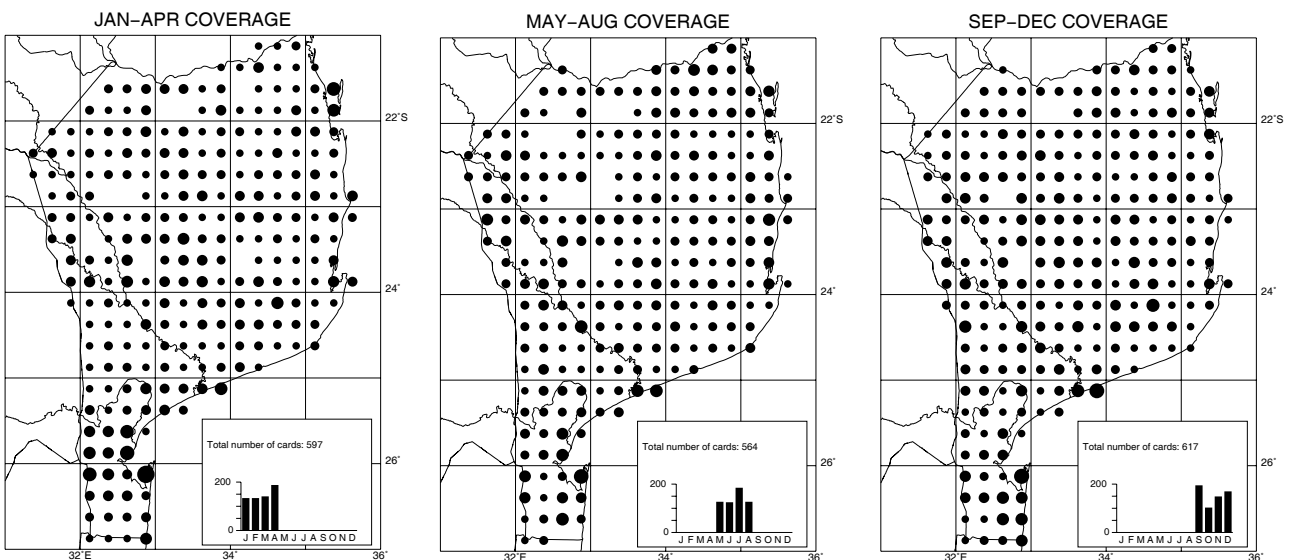 JAN–APR COVERAGE
22˚S
24˚
Total number of cards: 597
26˚
200
0
J F M A M J J A S O N D
32˚E
34˚
36˚
MAY–AUG COVERAGE
22˚S
24˚
Total number of cards: 564
26˚
200
0
J F M A M J J A S O N D
32˚E
34˚
36˚
SEP–DEC COVERAGE
22˚S
24˚
Total number of cards: 617
26˚
200
0
J F M A M J J A S O N D
32˚E
34˚
36˚